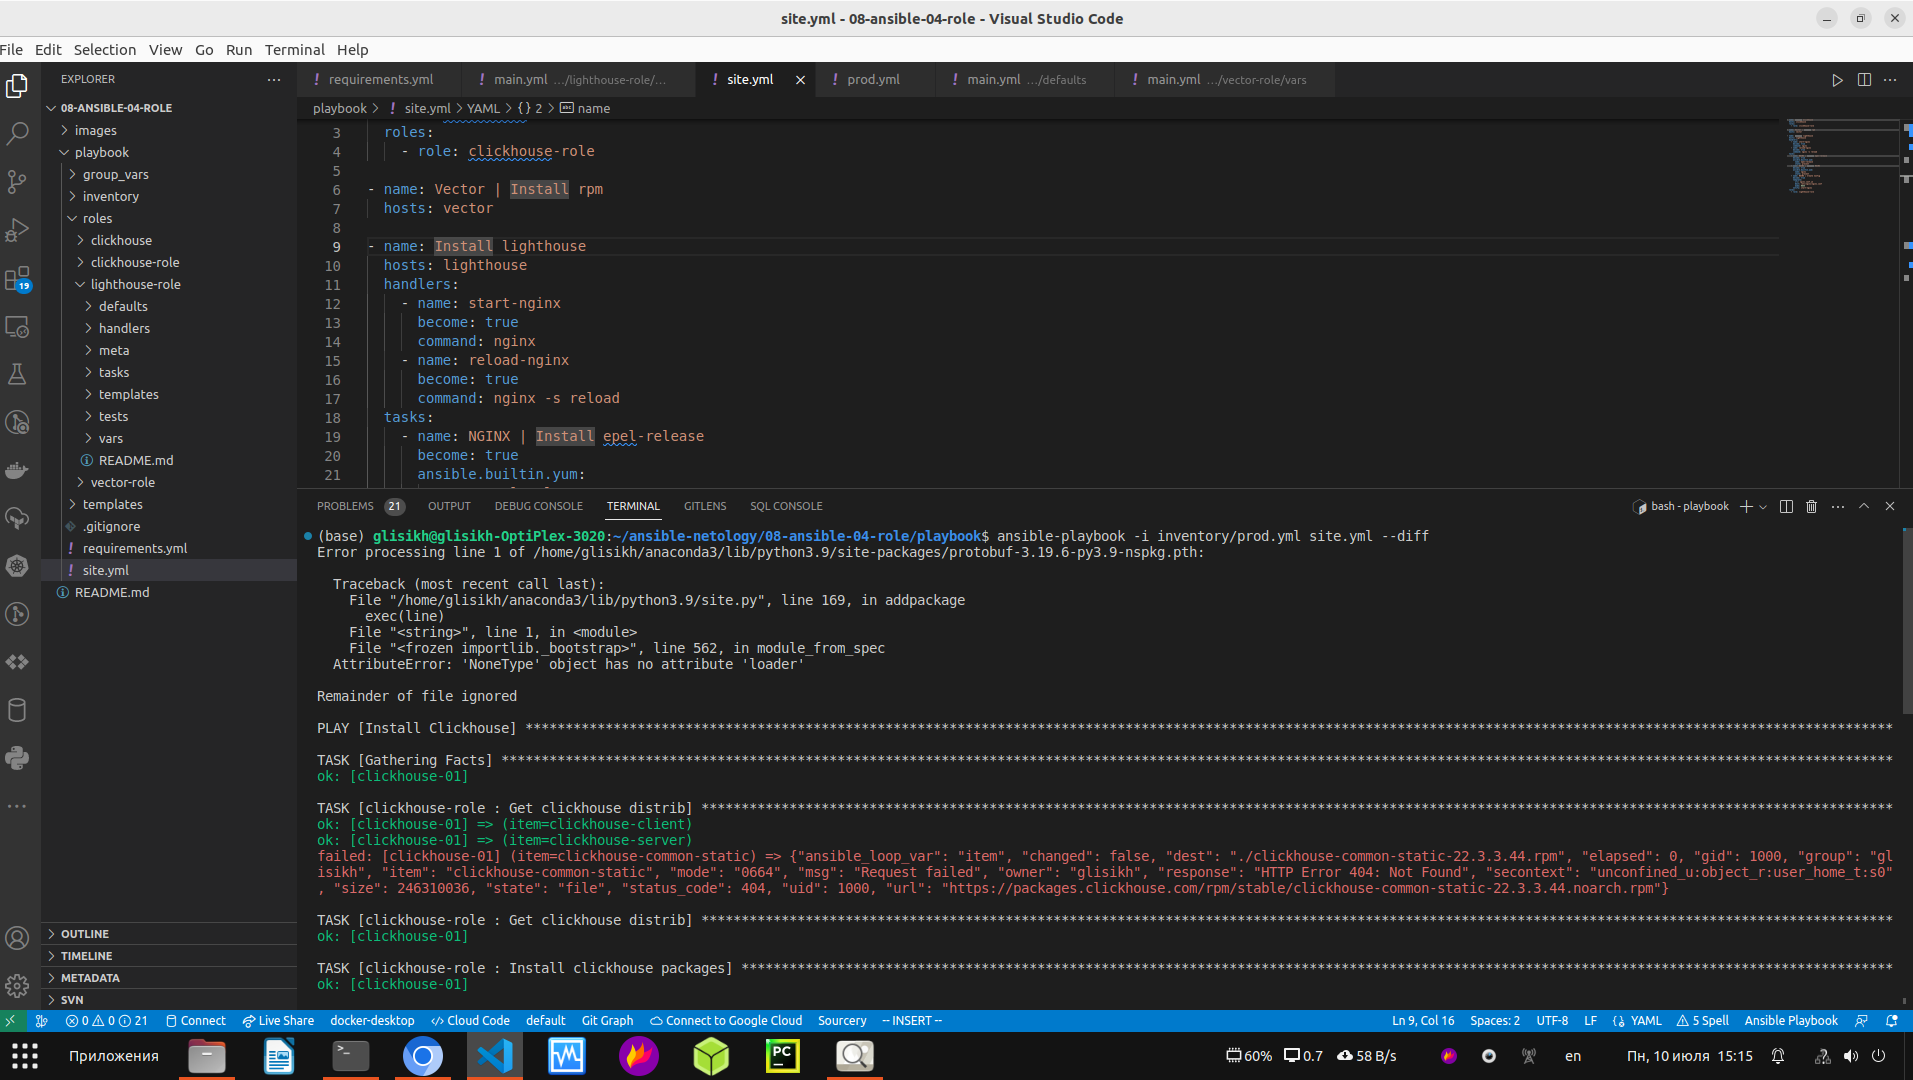 site.yml - 08-ansible-04-role - Visual Studio Code
File Edit Selection View Go Run Terminal Help
EXPLORER
08-ANSIBLE-04-ROLE
images
playbook
group_vars
inventory
roles
clickhouse
clickhouse-role
lighthouse-role
defaults
handlers
meta
tasks
templates
tests
vars
README.md
vector-role
templates
.gitignore
requirements.yml
site.yml
README.md
OUTLINE
TIMELINE
METADATA
SVN
19
requirements.yml
main.yml .../lighthouse-role/...
site.yml
prod.yml
main.yml .../defaults
main.yml .../vector-role/vars
playbook > site.yml > YAML > {} 2 > name
3 roles:
4 - role: clickhouse-role
5
6 - name: Vector | Install rpm
7 hosts: vector
8
9 - name: Install lighthouse
10 hosts: lighthouse
11 handlers:
12 - name: start-nginx
13 become: true
14 command: nginx
15 - name: reload-nginx
16 become: true
17 command: nginx -s reload
18 tasks:
19 - name: NGINX | Install epel-release
20 become: true
21 ansible.builtin.yum:
PROBLEMS 21 OUTPUT DEBUG CONSOLE TERMINAL GITLENS SQL CONSOLE
bash - playbook
(base) glisikh@glisikh-OptiPlex-3020:~/ansible-netology/08-ansible-04-role/playbook$ ansible-playbook -i inventory/prod.yml site.yml --diff
Error processing line 1 of /home/glisikh/anaconda3/lib/python3.9/site-packages/protobuf-3.19.6-py3.9-nspkg.pth:
Traceback (most recent call last):
File "/home/glisikh/anaconda3/lib/python3.9/site.py", line 169, in addpackage
exec(line)
File "<string>", line 1, in <module>
File "<frozen importlib._bootstrap>", line 562, in module_from_spec
AttributeError: 'NoneType' object has no attribute 'loader'
Remainder of file ignored
PLAY [Install Clickhouse] ***
TASK [Gathering Facts] ***
ok: [clickhouse-01]
TASK [clickhouse-role : Get clickhouse distrib] ***
ok: [clickhouse-01] => (item=clickhouse-client)
ok: [clickhouse-01] => (item=clickhouse-server)
failed: [clickhouse-01] (item=clickhouse-common-static) => {"ansible_loop_var": "item", "changed": false, "dest": "./clickhouse-common-static-22.3.3.44.rpm", "elapsed": 0, "gid": 1000, "group": "gl
isikh", "item": "clickhouse-common-static", "mode": "0664", "msg": "Request failed", "owner": "glisikh", "response": "HTTP Error 404: Not Found", "secontext": "unconfined_u:object_r:user_home_t:s0"
, "size": 246310036, "state": "file", "status_code": 404, "uid": 1000, "url": "https://packages.clickhouse.com/rpm/stable/clickhouse-common-static-22.3.3.44.noarch.rpm"}
TASK [clickhouse-role : Get clickhouse distrib] ***
ok: [clickhouse-01]
TASK [clickhouse-role : Install clickhouse packages] ***
ok: [clickhouse-01]
0 0 21 Connect Live Share docker-desktop Cloud Code default Git Graph Connect to Google Cloud Sourcery -- INSERT -- Ln 9, Col 16 Spaces: 2 UTF-8 LF YAML 5 Spell Ansible Playbook
Приложения PC 60% 0.7 58 B/s en Пн, 10 июля 15:15